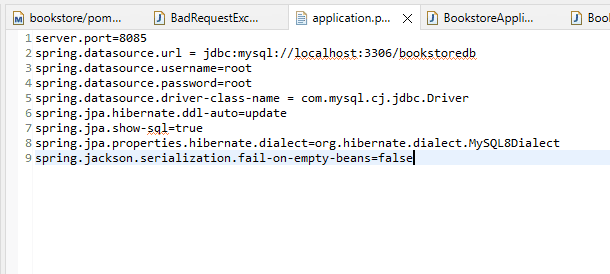 bookstore/pom... BadRequestExc... application.p... BookstoreAppli... Boo
1 server.port=8085
2 spring.datasource.url = jdbc:mysql://localhost:3306/bookstoredb
3 spring.datasource.username=root
4 spring.datasource.password=root
5 spring.datasource.driver-class-name = com.mysql.cj.jdbc.Driver
6 spring.jpa.hibernate.ddl-auto=update
7 spring.jpa.show-sql=true
8 spring.jpa.properties.hibernate.dialect=org.hibernate.dialect.MySQL8Dialect
9 spring.jackson.serialization.fail-on-empty-beans=false